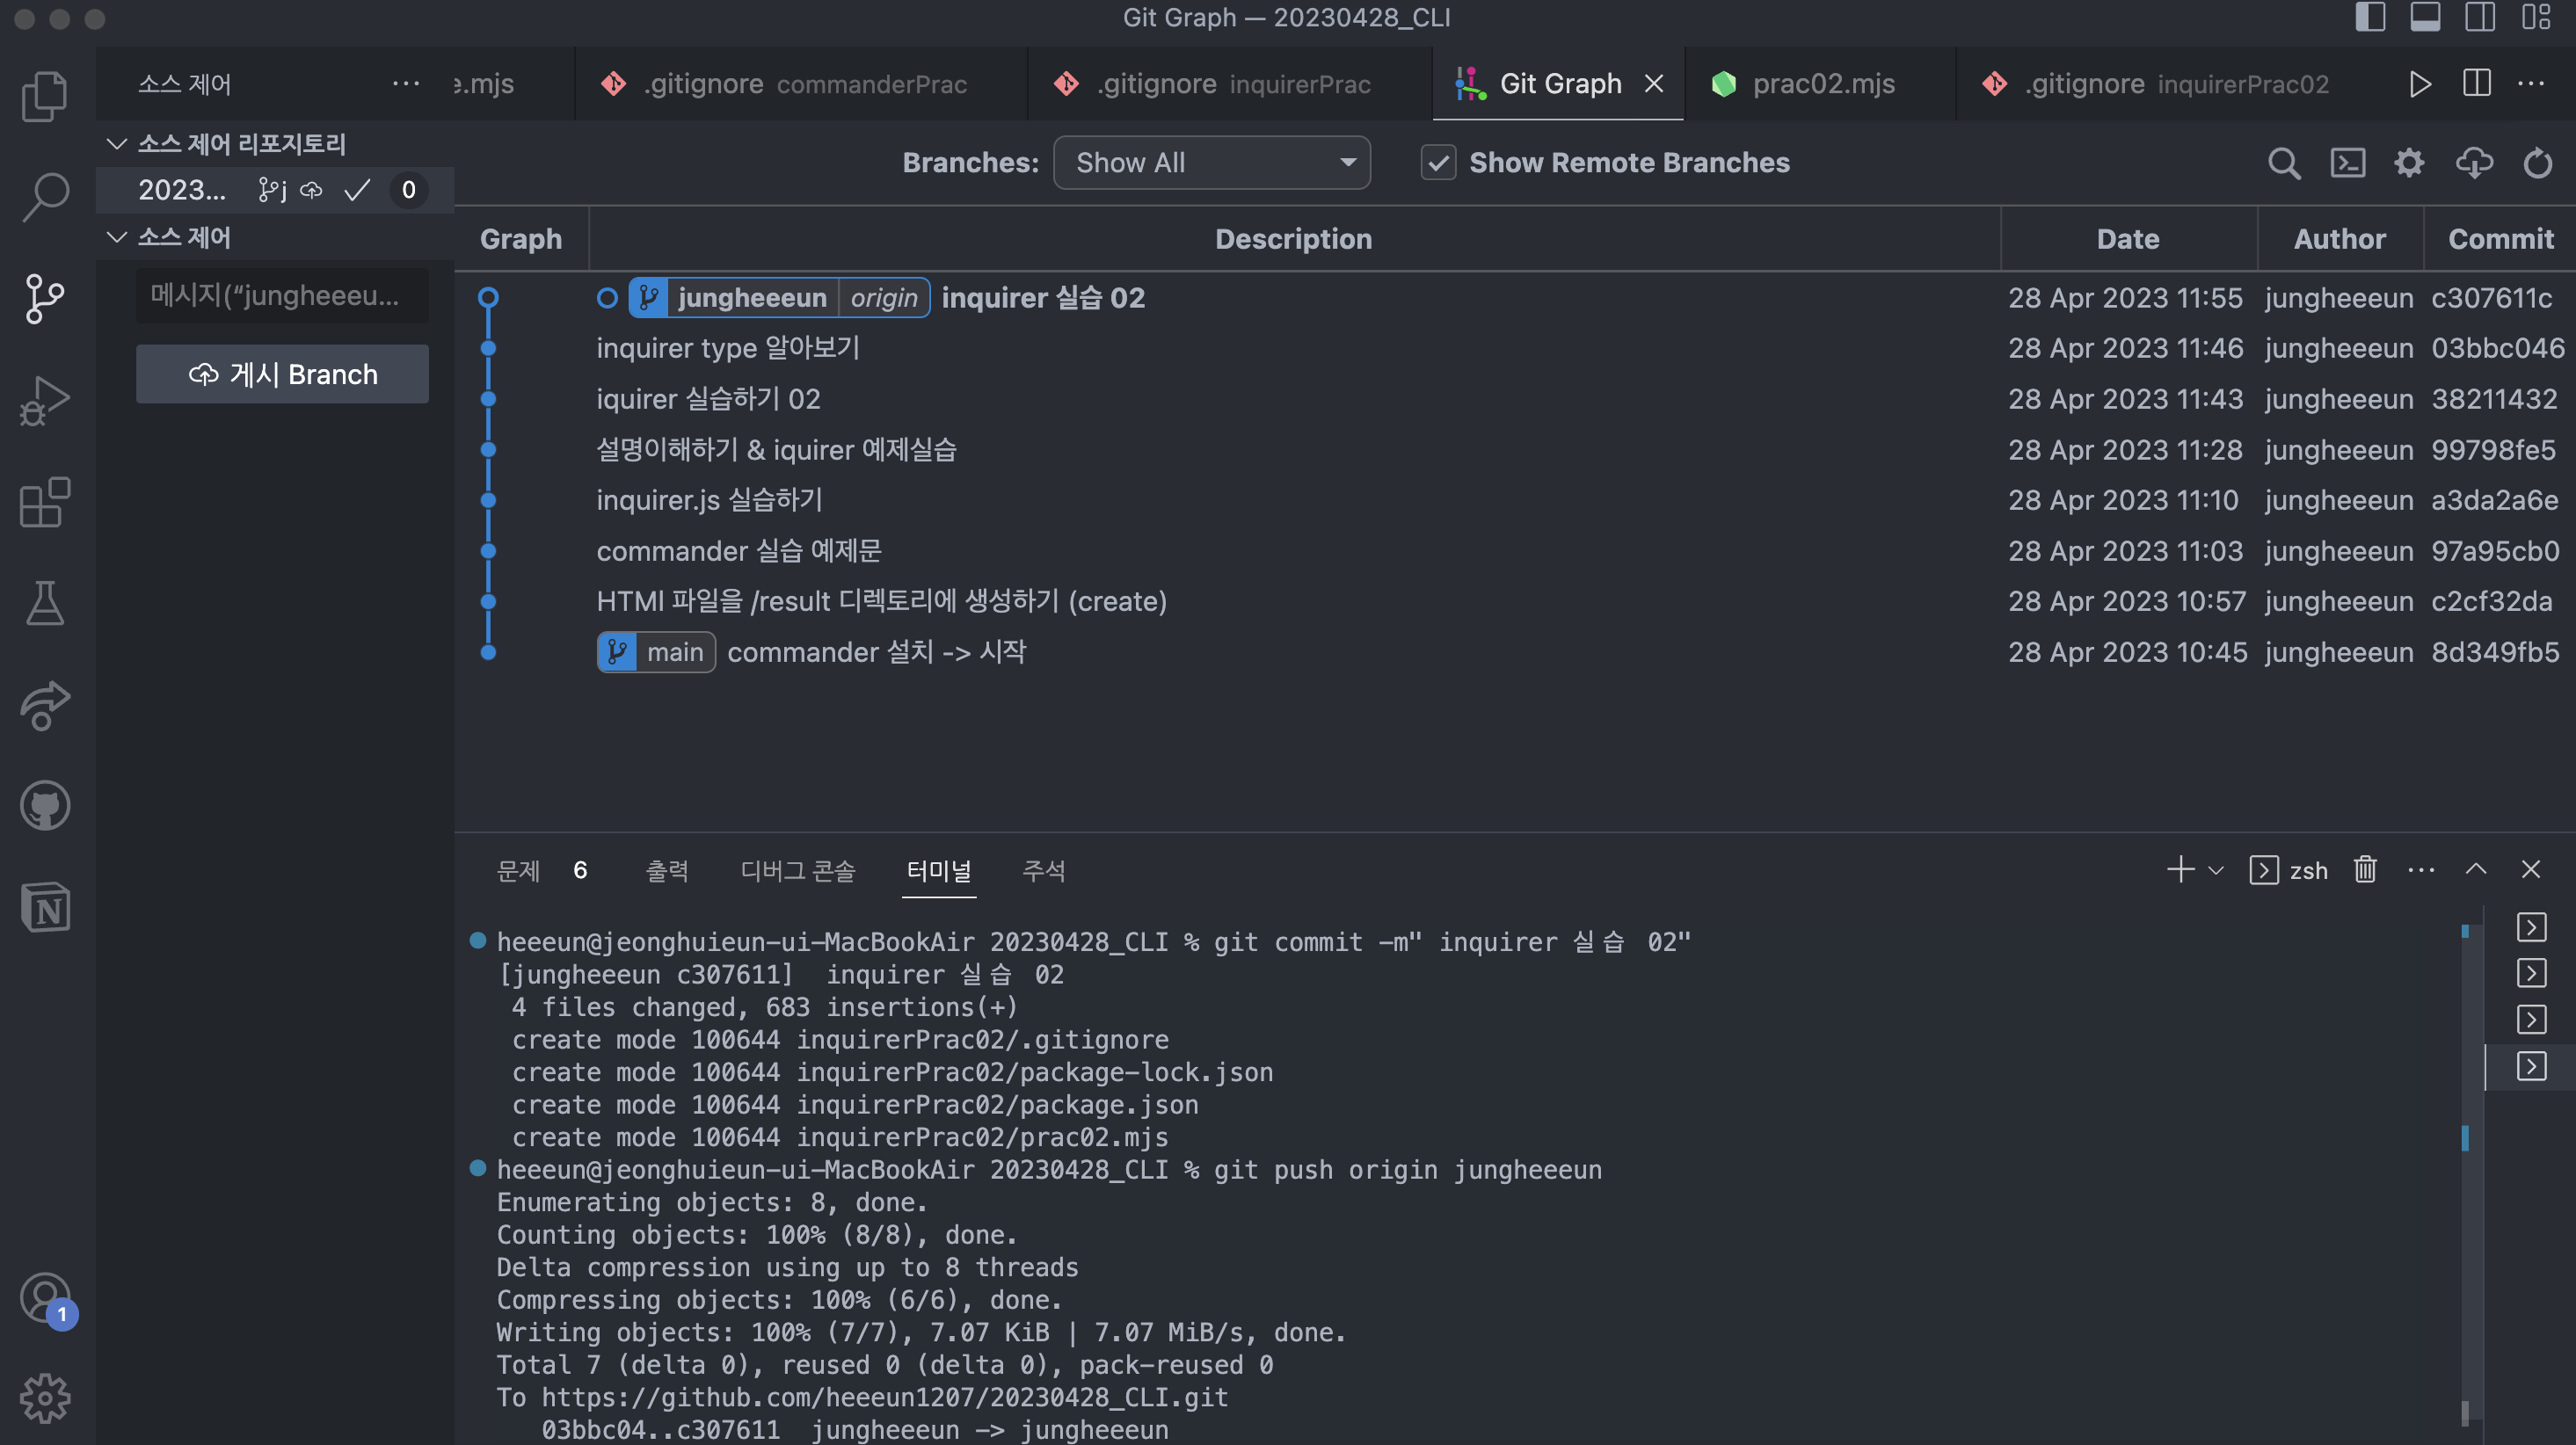 Git Graph — 20230428_CLI
소스 제어 ··· e.mjs .gitignore commanderPrac .gitignore inquirerPrac Git Graph prac02.mjs .gitignore inquirerPrac02 ···
소스 제어 리포지토리
2023... j 0
소스 제어
메시지("jungheeeu...
게시 Branch
Branches: Show All Show Remote Branches
Graph Description Date Author Commit
jungheeeun origin inquirer 실습 02 28 Apr 2023 11:55 jungheeeun c307611c
inquirer type 알아보기 28 Apr 2023 11:46 jungheeeun 03bbc046
iquirer 실습하기 02 28 Apr 2023 11:43 jungheeeun 38211432
설명이해하기 & iquirer 예제실습 28 Apr 2023 11:28 jungheeeun 99798fe5
inquirer.js 실습하기 28 Apr 2023 11:10 jungheeeun a3da2a6e
commander 실습 예제문 28 Apr 2023 11:03 jungheeeun 97a95cb0
HTMl 파일을 /result 디렉토리에 생성하기 (create) 28 Apr 2023 10:57 jungheeeun c2cf32da
main commander 설치 -> 시작 28 Apr 2023 10:45 jungheeeun 8d349fb5
문제 6 출력 디버그 콘솔 터미널 주석 zsh ···
heeeun@jeonghuieun-ui-MacBookAir 20230428_CLI % git commit -m" inquirer 실습 02"
[jungheeeun c307611]  inquirer 실습 02
4 files changed, 683 insertions(+)
create mode 100644 inquirerPrac02/.gitignore
create mode 100644 inquirerPrac02/package-lock.json
create mode 100644 inquirerPrac02/package.json
create mode 100644 inquirerPrac02/prac02.mjs
heeeun@jeonghuieun-ui-MacBookAir 20230428_CLI % git push origin jungheeeun
Enumerating objects: 8, done.
Counting objects: 100% (8/8), done.
Delta compression using up to 8 threads
Compressing objects: 100% (6/6), done.
Writing objects: 100% (7/7), 7.07 KiB | 7.07 MiB/s, done.
Total 7 (delta 0), reused 0 (delta 0), pack-reused 0
To https://github.com/heeeun1207/20230428_CLI.git
03bbc04..c307611  jungheeeun -> jungheeeun
N
1